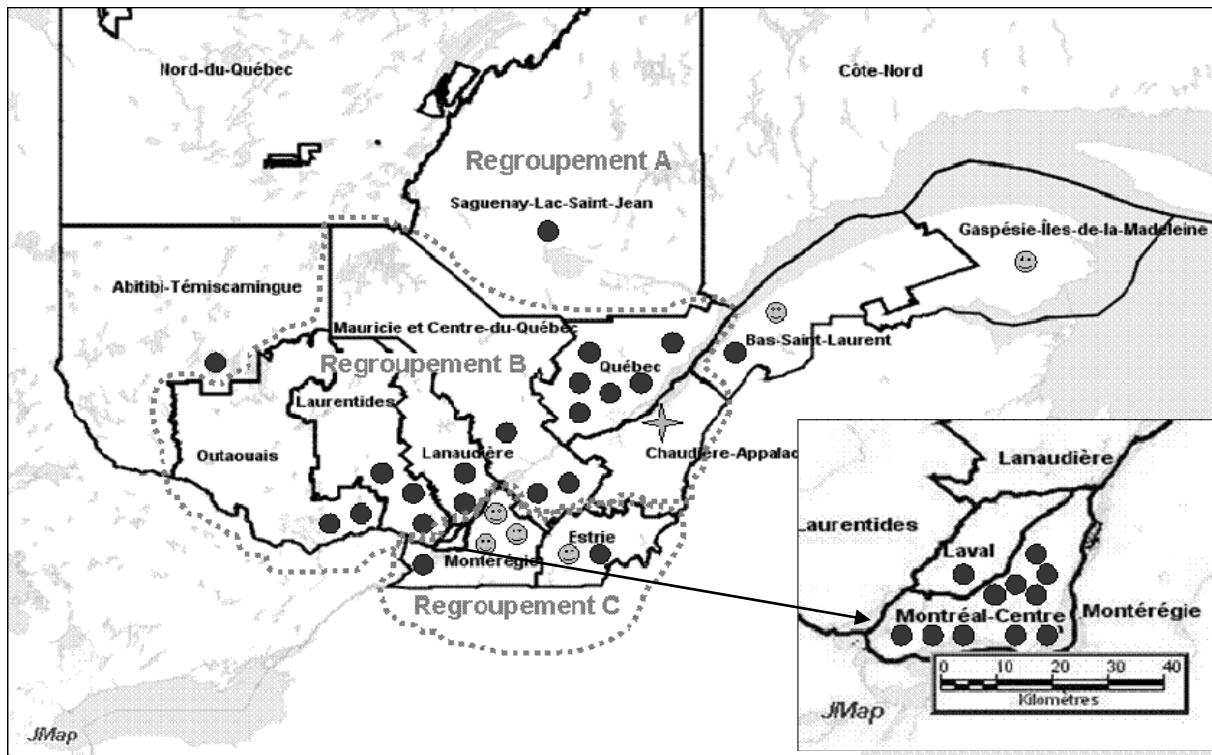 Nord-du-Québec
Côte-Nord
Regroupement A
Saguenay-Lac-Saint-Jean
Gaspésie-Îles-de-la-Madeleine
Abitibi-Témiscamingue
Mauricie et Centre-du-Québec
Bas-Saint-Laurent
Regroupement B
Québec
Laurentides
Outaouais
Lanaudière
Chaudière-Appalac
Estrie
Montérégie
Regroupement C
JMap
Lanaudière
Laurentides
Laval
Montréal-Centre
Montérégie
0 10 20 30 40
Kilomètres
JMap